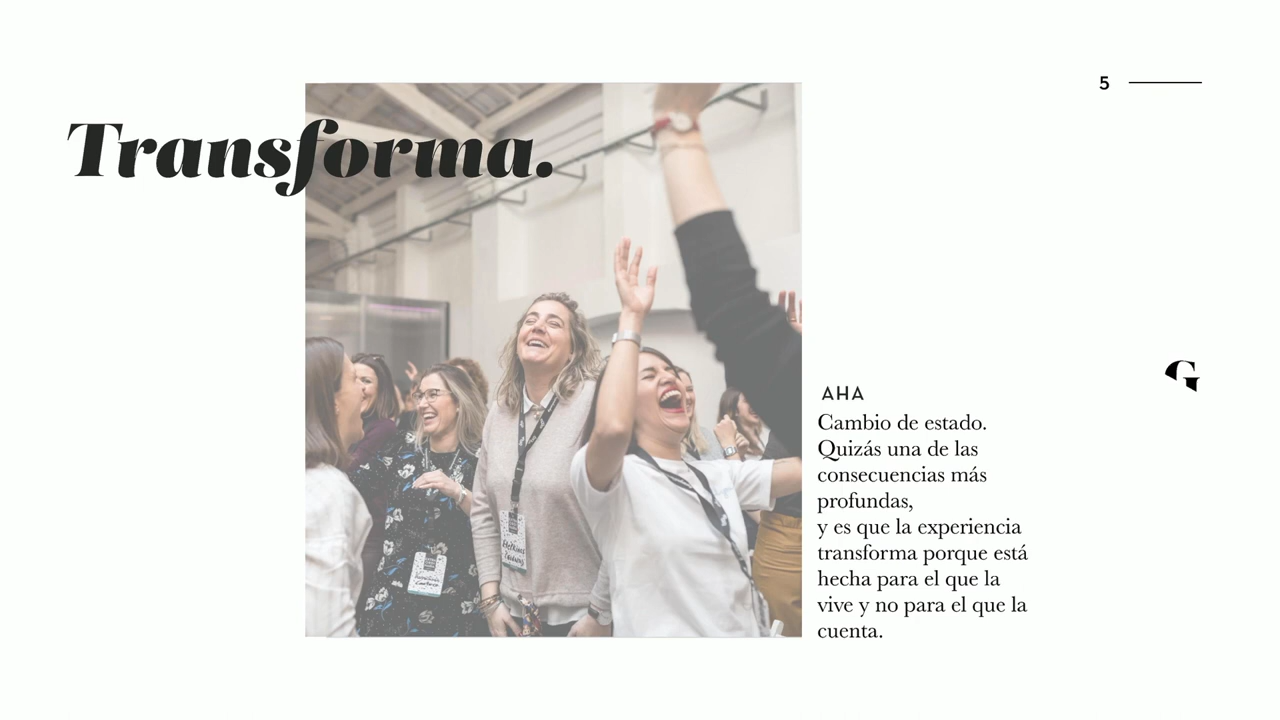 5
Transforma.
AHA
Cambio de estado.
Quizás una de las
consecuencias más
profundas,
y es que la experiencia
transforma porque está
hecha para el que la
vive y no para el que la
cuenta.
G